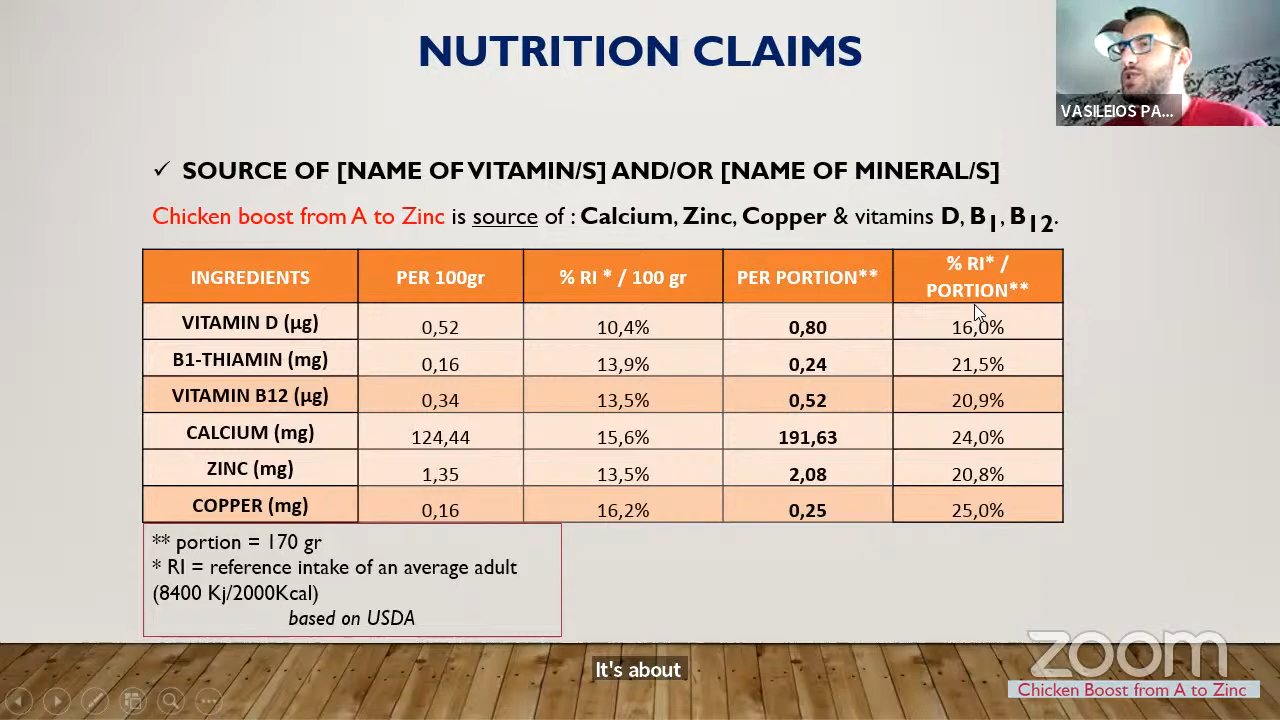 NUTRITION CLAIMS
VASILEIOS PA...
✓ SOURCE OF [NAME OF VITAMIN/S] AND/OR [NAME OF MINERAL/S]
Chicken boost from A to Zinc is source of : Calcium, Zinc, Copper & vitamins D, B1, B12.
INGREDIENTS PER 100gr % RI * / 100 gr PER PORTION** % RI* / PORTION**
VITAMIN D (μg) 0,52 10,4% 0,80 16,0%
B1-THIAMIN (mg) 0,16 13,9% 0,24 21,5%
VITAMIN B12 (μg) 0,34 13,5% 0,52 20,9%
CALCIUM (mg) 124,44 15,6% 191,63 24,0%
ZINC (mg) 1,35 13,5% 2,08 20,8%
COPPER (mg) 0,16 16,2% 0,25 25,0%
** portion = 170 gr
* RI = reference intake of an average adult
(8400 Kj/2000Kcal)
based on USDA
It's about
zoom
Chicken Boost from A to Zinc